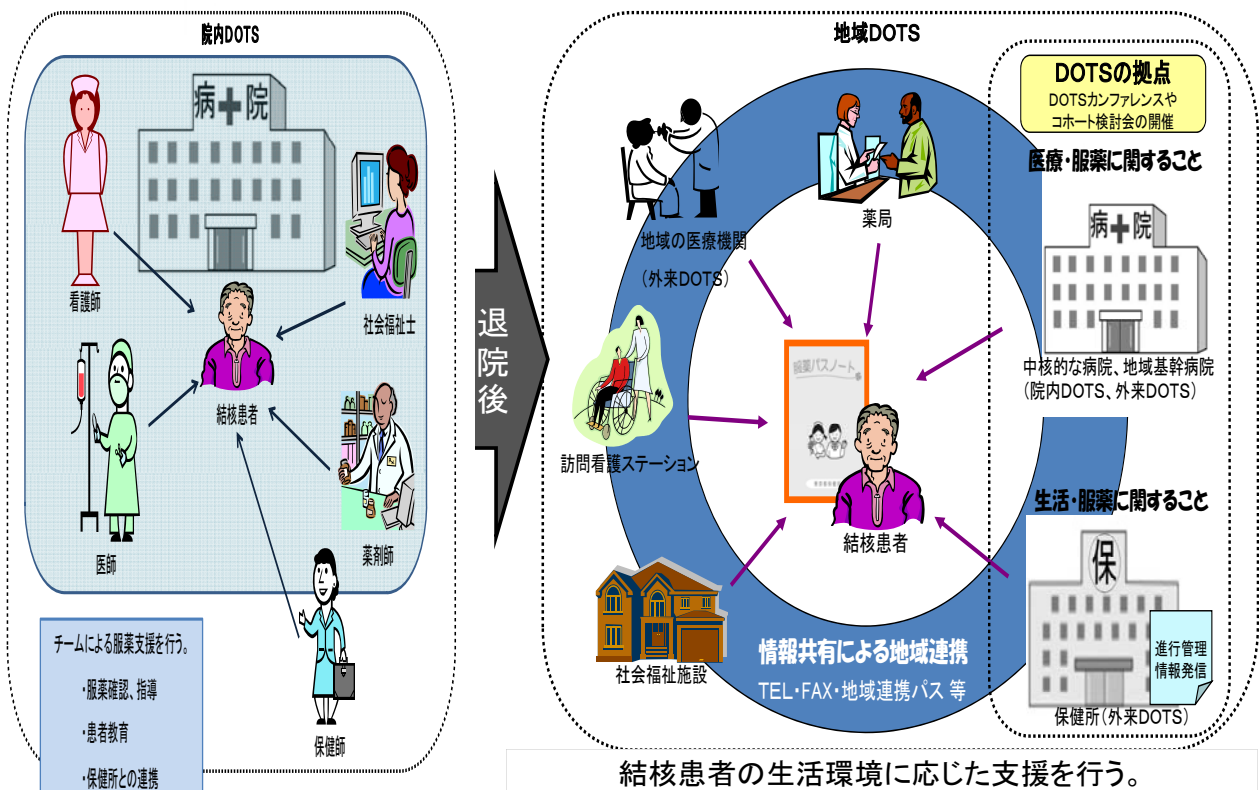 院内DOTS
病 院
看護師
社会福祉士
結核患者
医師
薬剤師
保健師
チームによる服薬支援を行う。
・服薬確認、指導
・患者教育
・保健所との連携
退院後
地域DOTS
DOTSの拠点
DOTSカンファレンスや
コホート検討会の開催
医療・服薬に関すること
病 院
中核的な病院、地域基幹病院
(院内DOTS、外来DOTS)
薬局
地域の医療機関
(外来DOTS)
訪問看護ステーション
服薬パスノート
結核患者
社会福祉施設
情報共有による地域連携
TEL・FAX・地域連携パス 等
生活・服薬に関すること
保
進行管理
情報発信
保健所(外来DOTS)
結核患者の生活環境に応じた支援を行う。